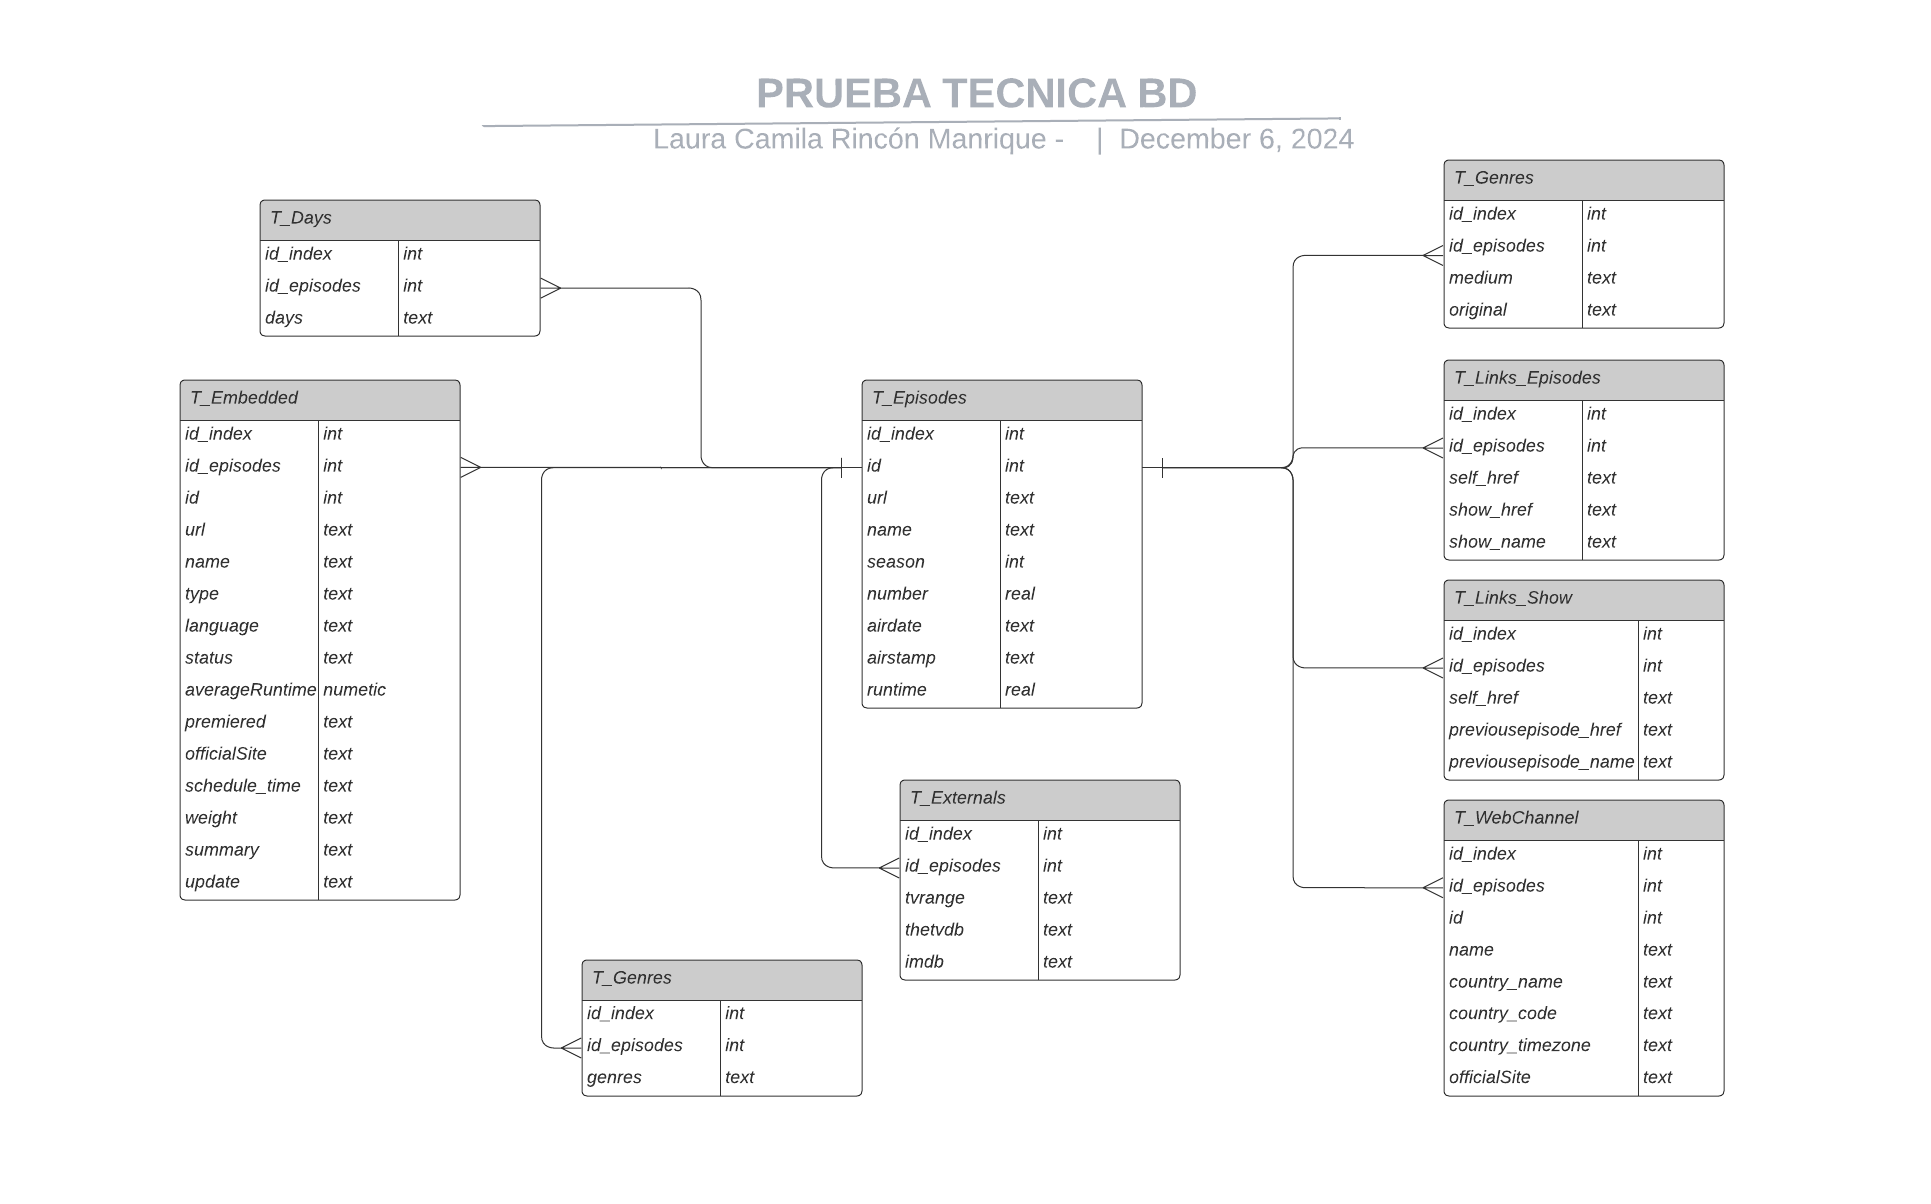 PRUEBA TECNICA BD
Laura Camila Rincón Manrique - | December 6, 2024
T_Days
id_index int
id_episodes int
days text
T_Embedded
id_index int
id_episodes int
id int
url text
name text
type text
language text
status text
averageRuntime numetic
premiered text
officialSite text
schedule_time text
weight text
summary text
update text
T_Episodes
id_index int
id int
url text
name text
season int
number real
airdate text
airstamp text
runtime real
T_Externals
id_index int
id_episodes int
tvrange text
thetvdb text
imdb text
T_Genres
id_index int
id_episodes int
genres text
T_Genres
id_index int
id_episodes int
medium text
original text
T_Links_Episodes
id_index int
id_episodes int
self_href text
show_href text
show_name text
T_Links_Show
id_index int
id_episodes int
self_href text
previousepisode_href text
previousepisode_name text
T_WebChannel
id_index int
id_episodes int
id int
name text
country_name text
country_code text
country_timezone text
officialSite text